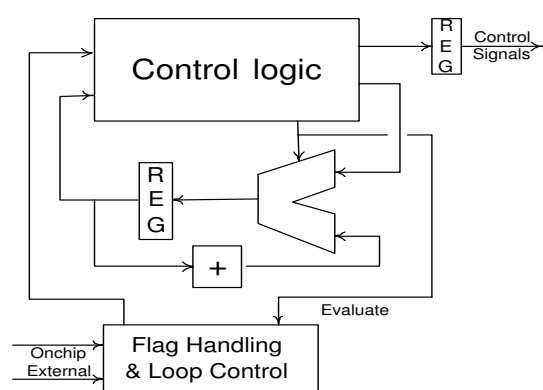 Control logic
R
E
G
Control
Signals
R
E
G
+
Evaluate
Onchip
External
Flag Handling
& Loop Control